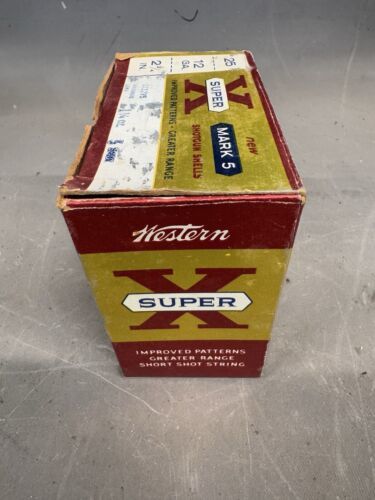 25
12
GA.
2¾
IN.
new
X
SUPER
MARK 5
SHOTGUN SHELLS
IMPROVED PATTERNS · GREATER RANGE
Western
X
SUPER
IMPROVED PATTERNS
GREATER RANGE
SHORT SHOT STRING